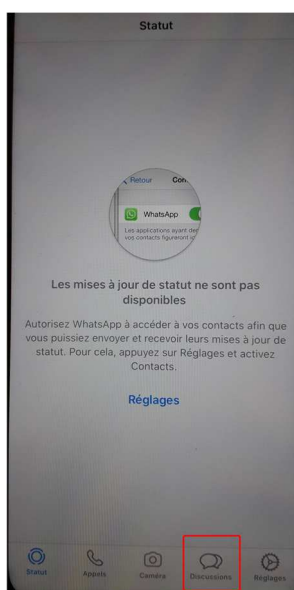 Statut
Retour
WhatsApp
Les applications ayant
vos contacts figureront
Les mises à jour de statut ne sont pas
disponibles
Autorisez WhatsApp à accéder à vos contacts afin que
vous puissiez envoyer et recevoir leurs mises à jour de
statut. Pour cela, appuyez sur Réglages et activez
Contacts.
Réglages
Statut
Appels
Caméra
Discussions
Réglages